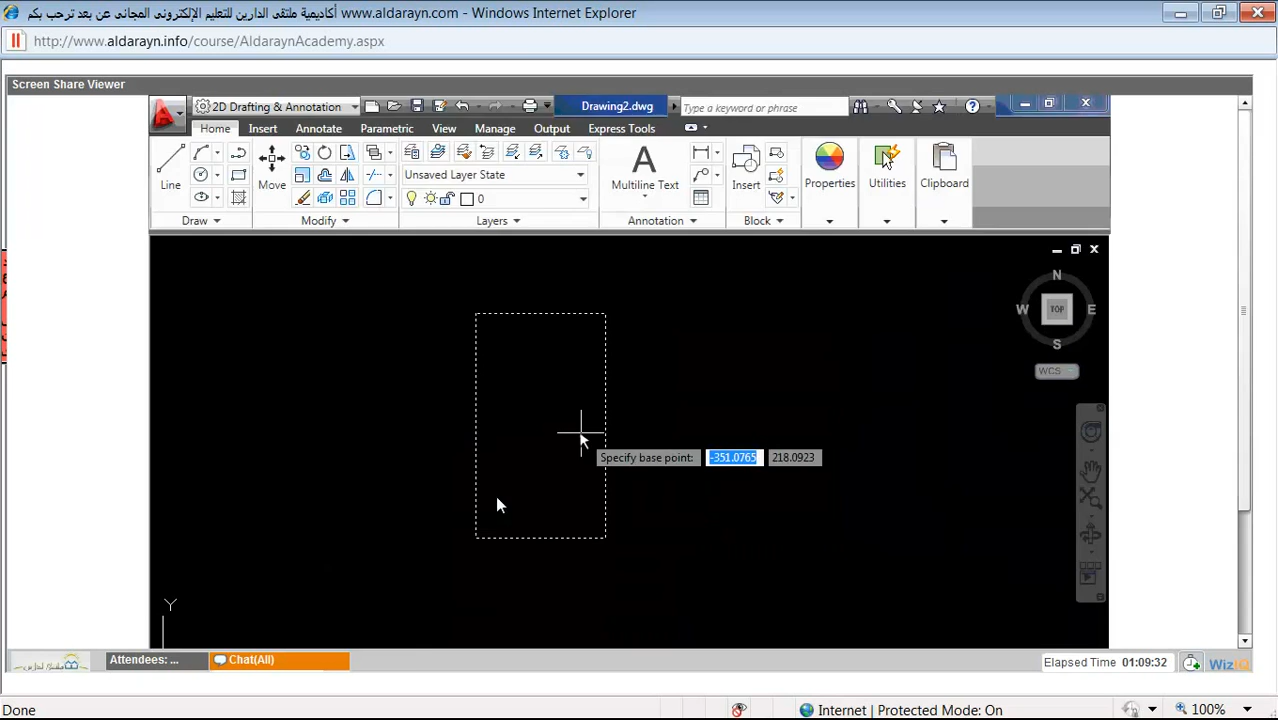 أكاديمية ملتقى الدارين للتعليم الإلكترونى المجانى عن بعد ترحب بكم www.aldarayn.com - Windows Internet Explorer
http://www.aldarayn.info/course/AldaraynAcademy.aspx
Screen Share Viewer
2D Drafting & Annotation
Drawing2.dwg
Type a keyword or phrase
Home Insert Annotate Parametric View Manage Output Express Tools
Line
Move
Unsaved Layer State
0
Multiline Text
Insert
Properties
Utilities
Clipboard
Draw Modify Layers Annotation Block
N
W TOP E
S
WCS
Specify base point: -351.0765 218.0923
Y
Attendees: ... Chat(All) Elapsed Time 01:09:32 WizIQ
Done Internet | Protected Mode: On 100%